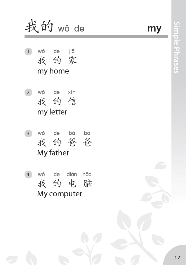 我的 wǒ de my
Simple Phrases
1 wǒ de jiā
我 的 家
my home
2 wǒ de xìn
我 的 信
my letter
3 wǒ de bà ba
我 的 爸 爸
My father
4 wǒ de diàn nǎo
我 的 电 脑
My computer